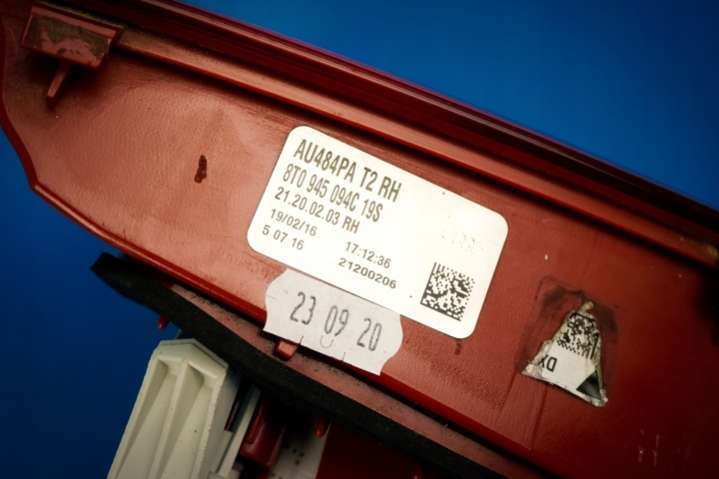 AU484PA T2 RH
8T0 945 094C 19S
21.20.02.03 RH
19/02/16 17:12:36
5 07 16 21200206
23 09 20
DX